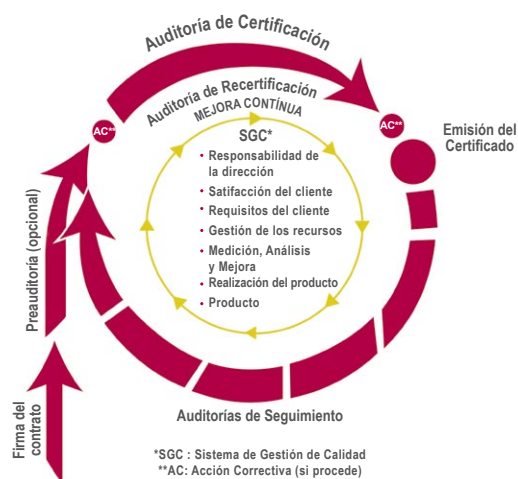 Auditoría de Certificación
Auditoría de Recertificación
MEJORA CONTÍNUA
SGC*
AC**
AC**
Emisión del
Certificado
• Responsabilidad de
la dirección
• Satifacción del cliente
• Requisitos del cliente
• Gestión de los recursos
• Medición, Análisis
y Mejora
• Realización del producto
• Producto
Preauditoría (opcional)
Firma del
contrato
Auditorías de Seguimiento
*SGC : Sistema de Gestión de Calidad
**AC: Acción Correctiva (si procede)